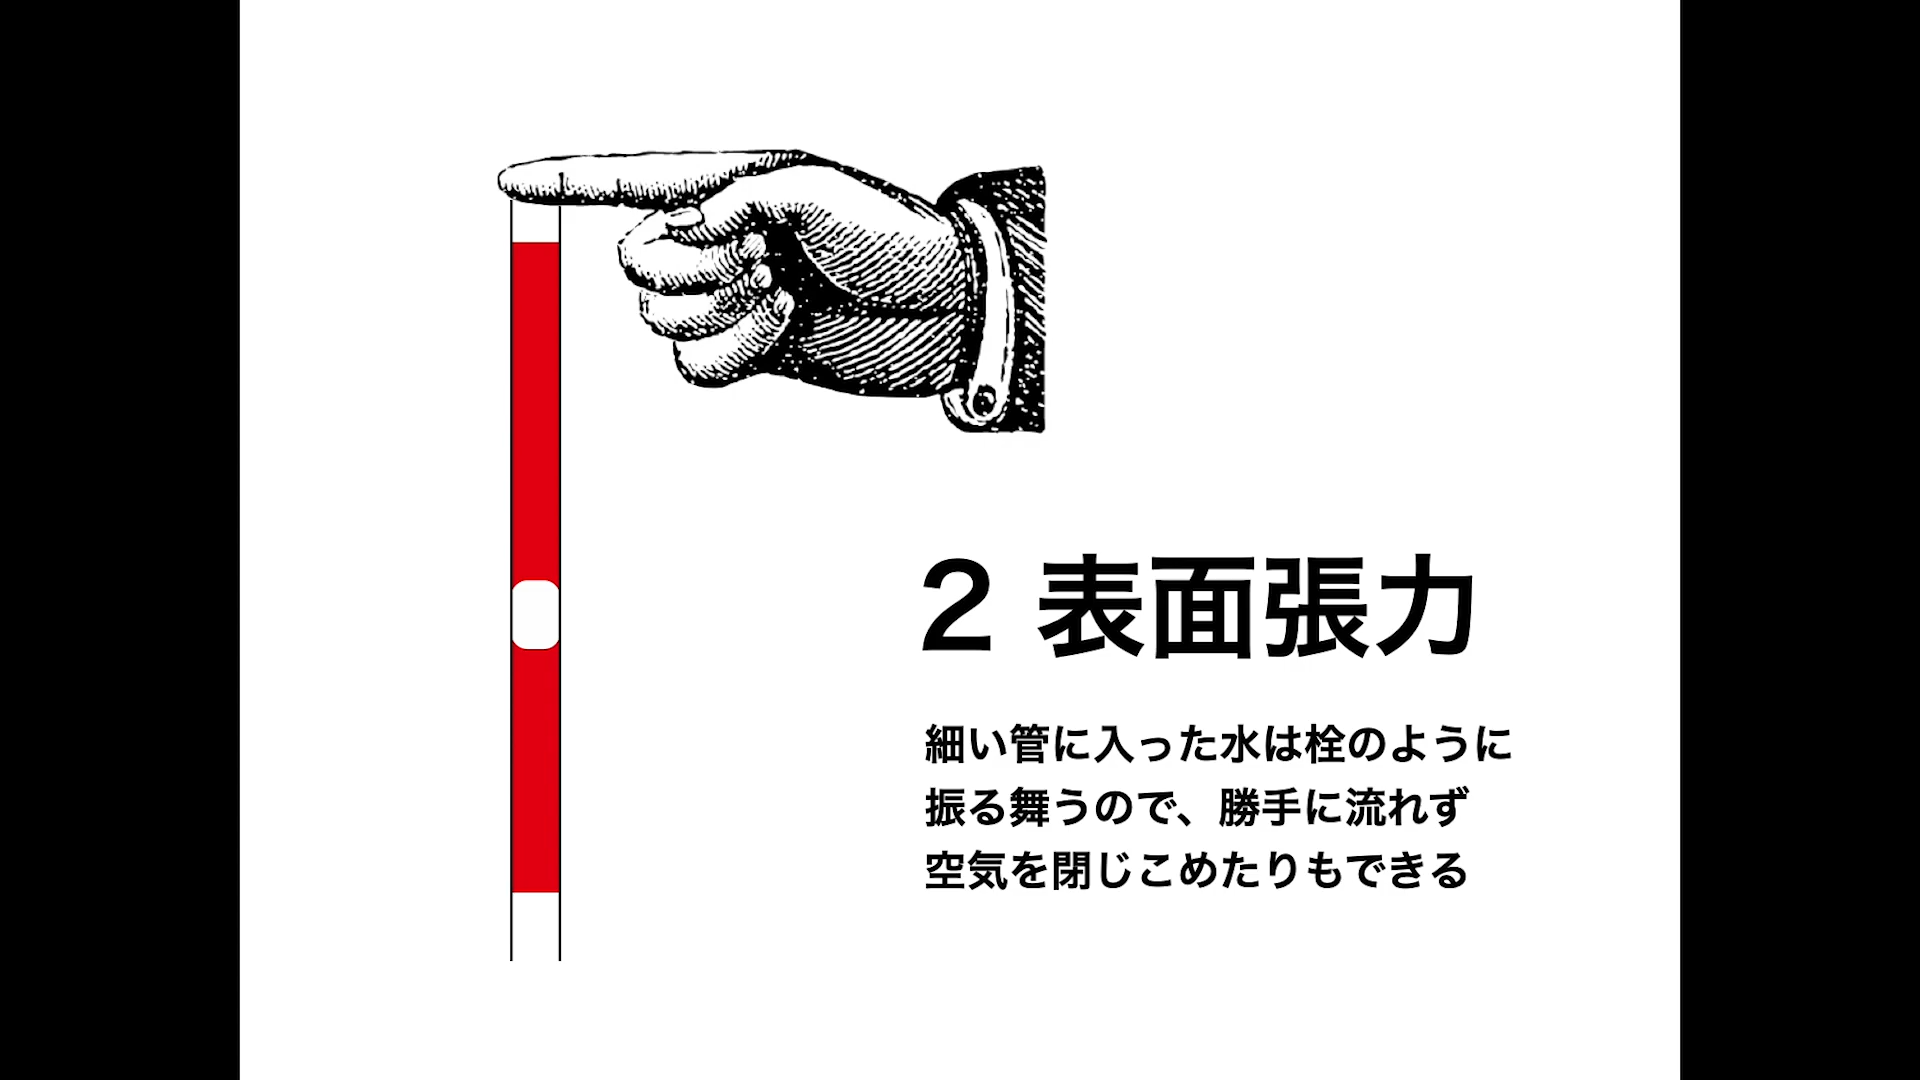 2 表面張力
細い管に入った水は栓のように
振る舞うので、勝手に流れず
空気を閉じこめたりもできる